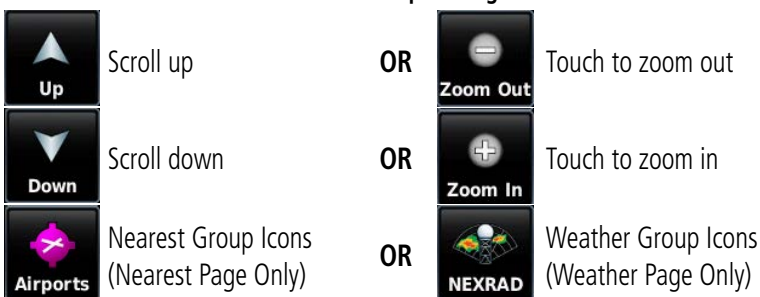 Up
Scroll up
OR
Zoom Out
Touch to zoom out
Down
Scroll down
OR
Zoom In
Touch to zoom in
Airports
Nearest Group Icons
(Nearest Page Only)
OR
NEXRAD
Weather Group Icons
(Weather Page Only)